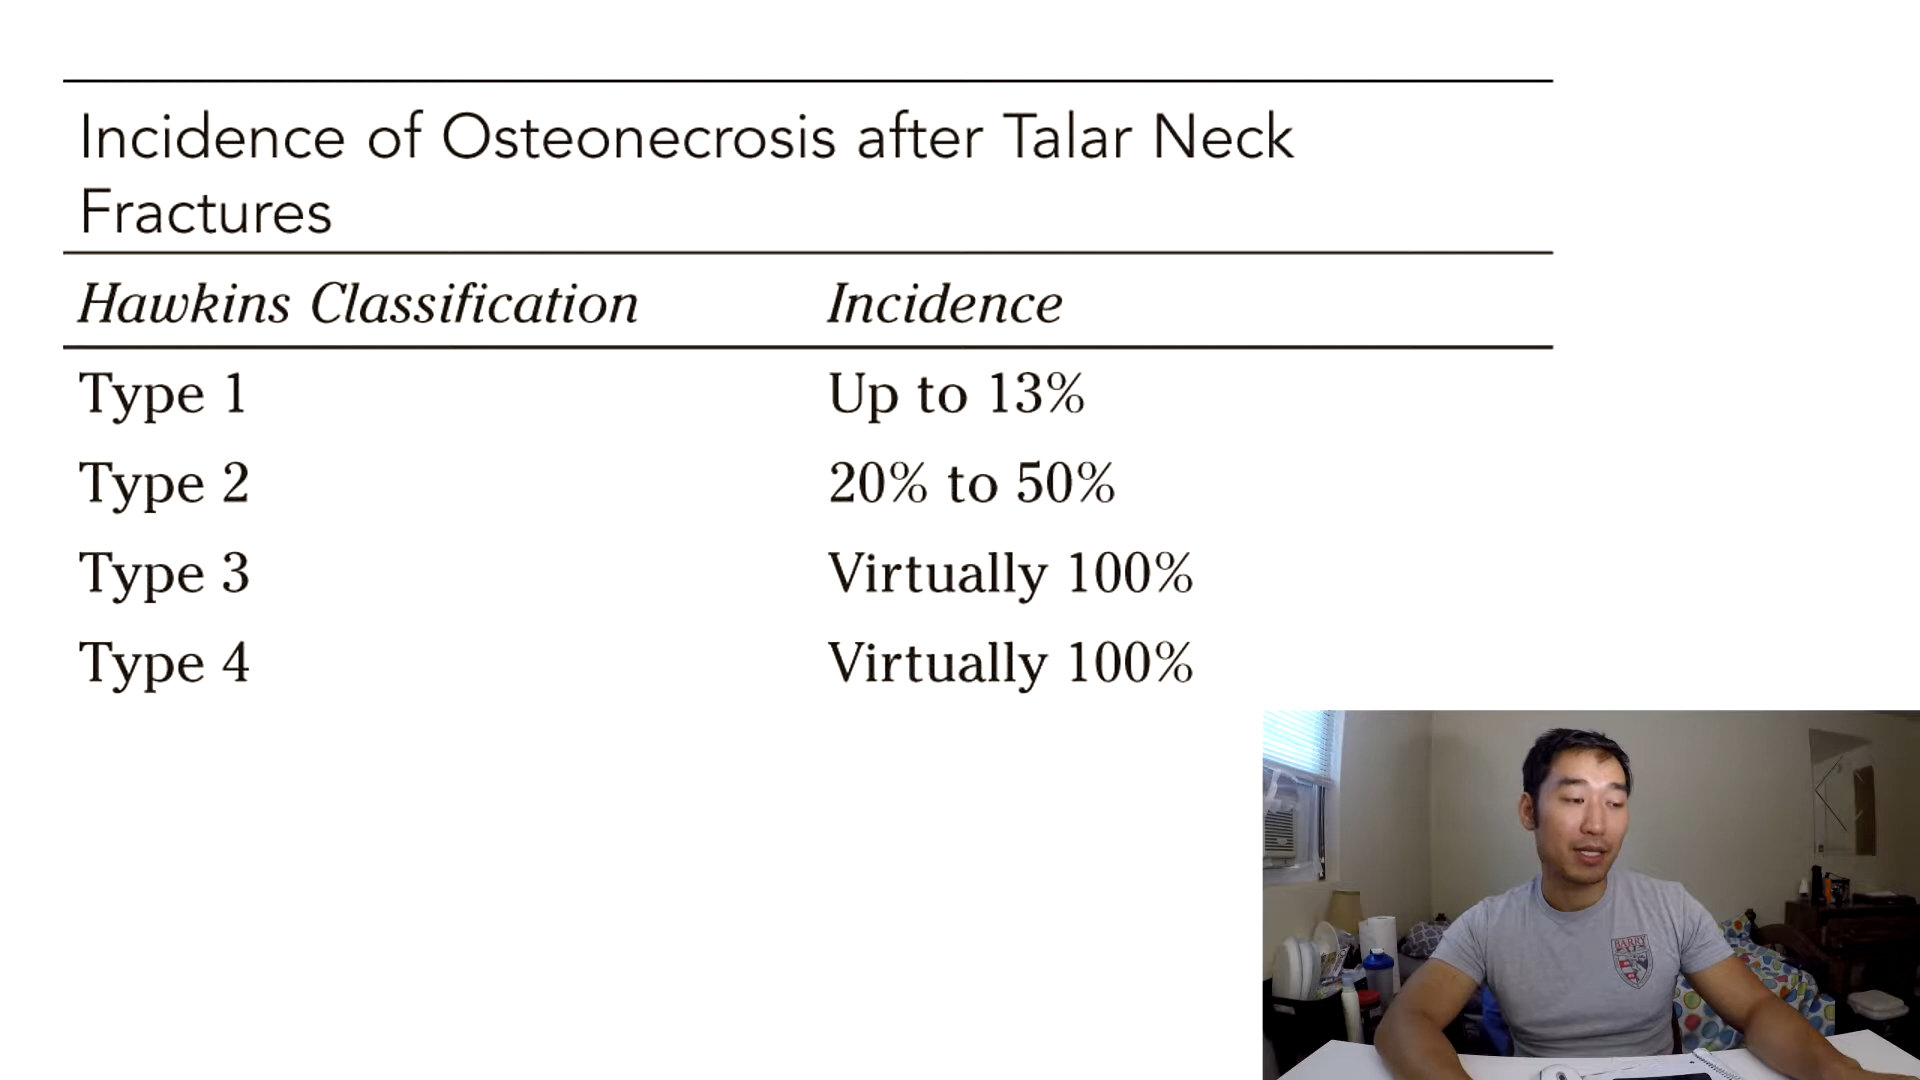 Incidence of Osteonecrosis after Talar Neck
Fractures
Hawkins Classification Incidence
Type 1 Up to 13%
Type 2 20% to 50%
Type 3 Virtually 100%
Type 4 Virtually 100%
BARRY